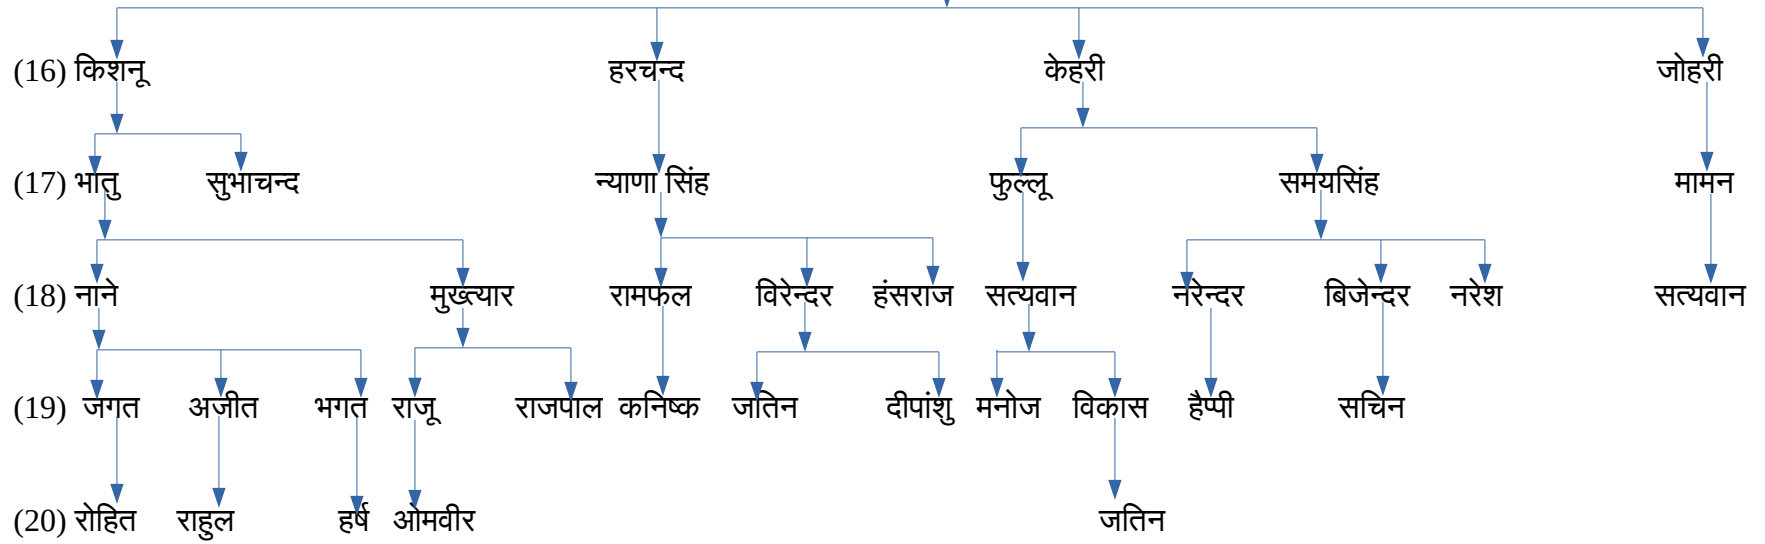 (16) किशनू हरचन्द केहरी जोहरी
(17) भातु सुभाचन्द न्याणा सिंह फुल्लू समयसिंह मामन
(18) नाने मुख्त्यार रामफल विरेन्दर हंसराज सत्यवान नरेन्दर बिजेन्दर नरेश सत्यवान
(19) जगत अजीत भगत राजू राजपाल कनिष्क जतिन दीपांशु मनोज विकास हैप्पी सचिन
(20) रोहित राहुल हर्ष ओमवीर जतिन